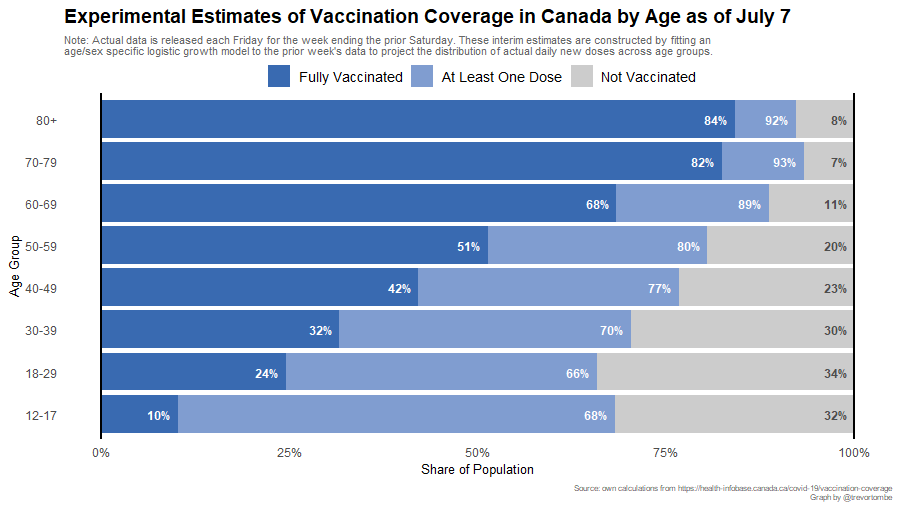 Experimental Estimates of Vaccination Coverage in Canada by Age as of July 7
Note: Actual data is released each Friday for the week ending the prior Saturday. These interim estimates are constructed by fitting an
age/sex specific logistic growth model to the prior week's data to project the distribution of actual daily new doses across age groups.
Fully Vaccinated At Least One Dose Not Vaccinated
80+ 84% 92% 8%
70-79 82% 93% 7%
60-69 68% 89% 11%
50-59 51% 80% 20%
40-49 42% 77% 23%
30-39 32% 70% 30%
18-29 24% 66% 34%
12-17 10% 68% 32%
Age Group
0% 25% 50% 75% 100%
Share of Population
Source: own calculations from https://health-infobase.canada.ca/covid-19/vaccination-coverage
Graph by @trevortombe